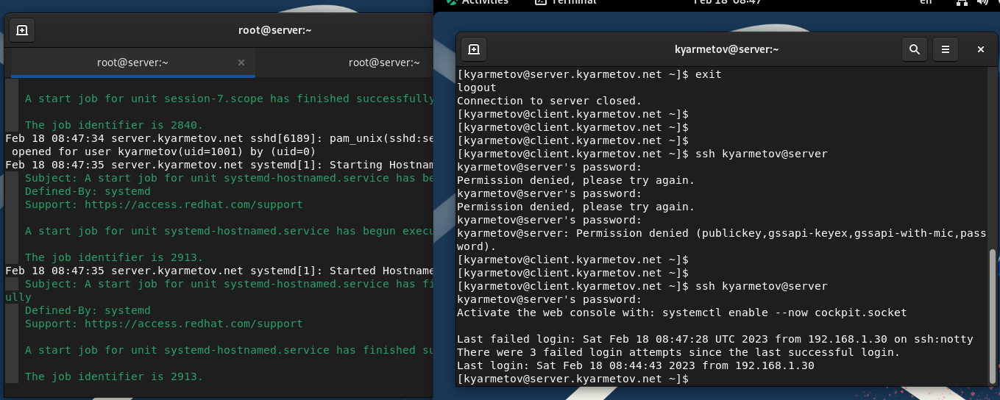 root@server:~
root@server:~ × root@server:~
A start job for unit session-7.scope has finished successfully
The job identifier is 2840.
Feb 18 08:47:34 server.kyarmetov.net sshd[6189]: pam_unix(sshd:se
opened for user kyarmetov(uid=1001) by (uid=0)
Feb 18 08:47:35 server.kyarmetov.net systemd[1]: Starting Hostnam
Subject: A start job for unit systemd-hostnamed.service has be
Defined-By: systemd
Support: https://access.redhat.com/support
A start job for unit systemd-hostnamed.service has begun execu
The job identifier is 2913.
Feb 18 08:47:35 server.kyarmetov.net systemd[1]: Started Hostname
Subject: A start job for unit systemd-hostnamed.service has fi
ully
Defined-By: systemd
Support: https://access.redhat.com/support
A start job for unit systemd-hostnamed.service has finished su
The job identifier is 2913.
Activities Terminal Feb 18 08:47 en
kyarmetov@server:~
[kyarmetov@server.kyarmetov.net ~]$ exit
logout
Connection to server closed.
[kyarmetov@client.kyarmetov.net ~]$
[kyarmetov@client.kyarmetov.net ~]$
[kyarmetov@client.kyarmetov.net ~]$
[kyarmetov@client.kyarmetov.net ~]$ ssh kyarmetov@server
kyarmetov@server's password:
Permission denied, please try again.
kyarmetov@server's password:
Permission denied, please try again.
kyarmetov@server's password:
kyarmetov@server: Permission denied (publickey,gssapi-keyex,gssapi-with-mic,pass
word).
[kyarmetov@client.kyarmetov.net ~]$
[kyarmetov@client.kyarmetov.net ~]$
[kyarmetov@client.kyarmetov.net ~]$ ssh kyarmetov@server
kyarmetov@server's password:
Activate the web console with: systemctl enable --now cockpit.socket
Last failed login: Sat Feb 18 08:47:28 UTC 2023 from 192.168.1.30 on ssh:notty
There were 3 failed login attempts since the last successful login.
Last login: Sat Feb 18 08:44:43 2023 from 192.168.1.30
[kyarmetov@server.kyarmetov.net ~]$